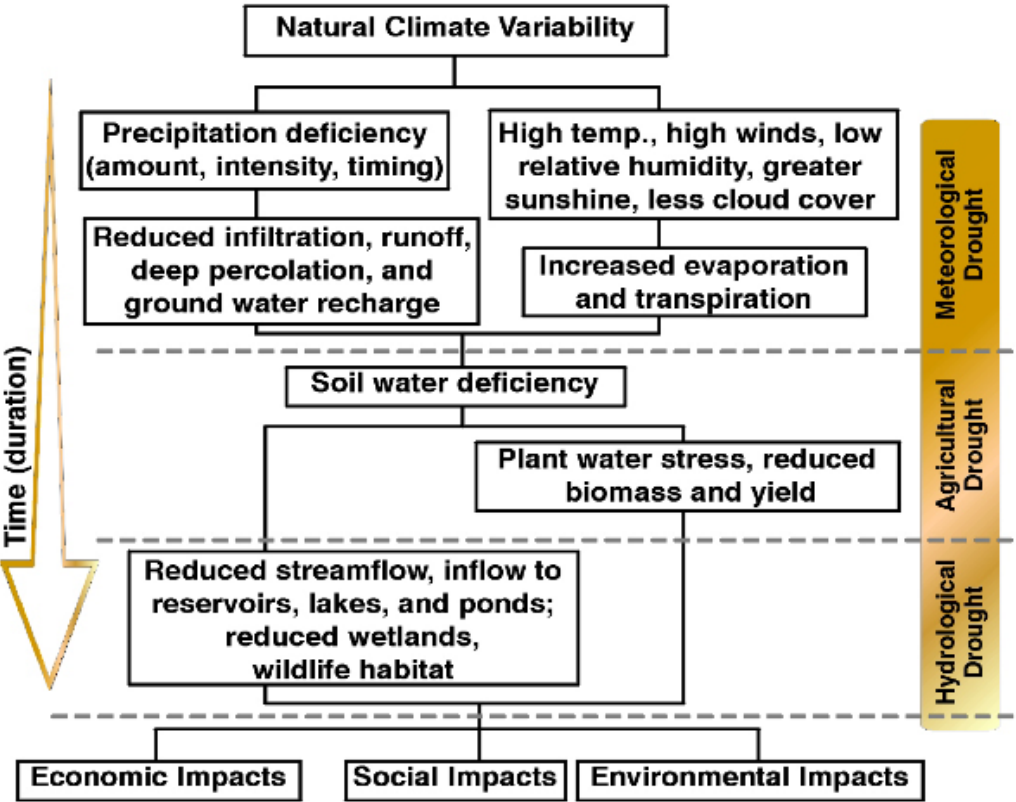 Natural Climate Variability
Precipitation deficiency
(amount, intensity, timing)
High temp., high winds, low
relative humidity, greater
sunshine, less cloud cover
Reduced infiltration, runoff,
deep percolation, and
ground water recharge
Increased evaporation
and transpiration
Meteorological
Drought
Time (duration)
Soil water deficiency
Plant water stress, reduced
biomass and yield
Agricultural
Drought
Reduced streamflow, inflow to
reservoirs, lakes, and ponds;
reduced wetlands,
wildlife habitat
Hydrological
Drought
Economic Impacts
Social Impacts
Environmental Impacts